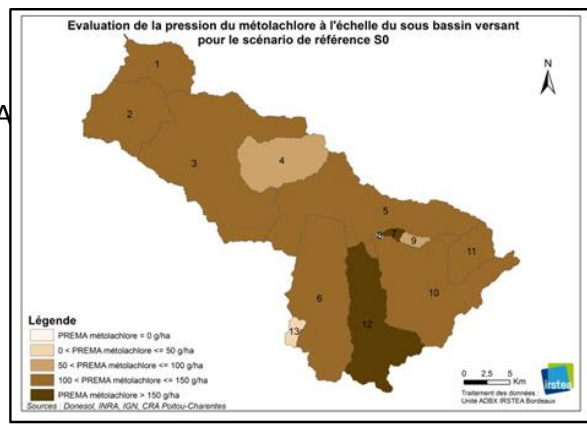 Evaluation de la pression du métolachlore à l'échelle du sous bassin versant
pour le scénario de référence S0
N
A
1
2
3
4
5
7
9
11
6
10
12
13
Légende
PREMA métolachlore = 0 g/ha
0 < PREMA métolachlore <= 50 g/ha
50 < PREMA métolachlore <= 100 g/ha
100 < PREMA métolachlore <= 150 g/ha
PREMA métolachlore > 150 g/ha
Sources : Donesol, INRA, IGN, CRA Poitou-Charentes
0 2,5 5
Km
Traitement des données :
Unité ADBX IRSTEA Bordeaux
irstea